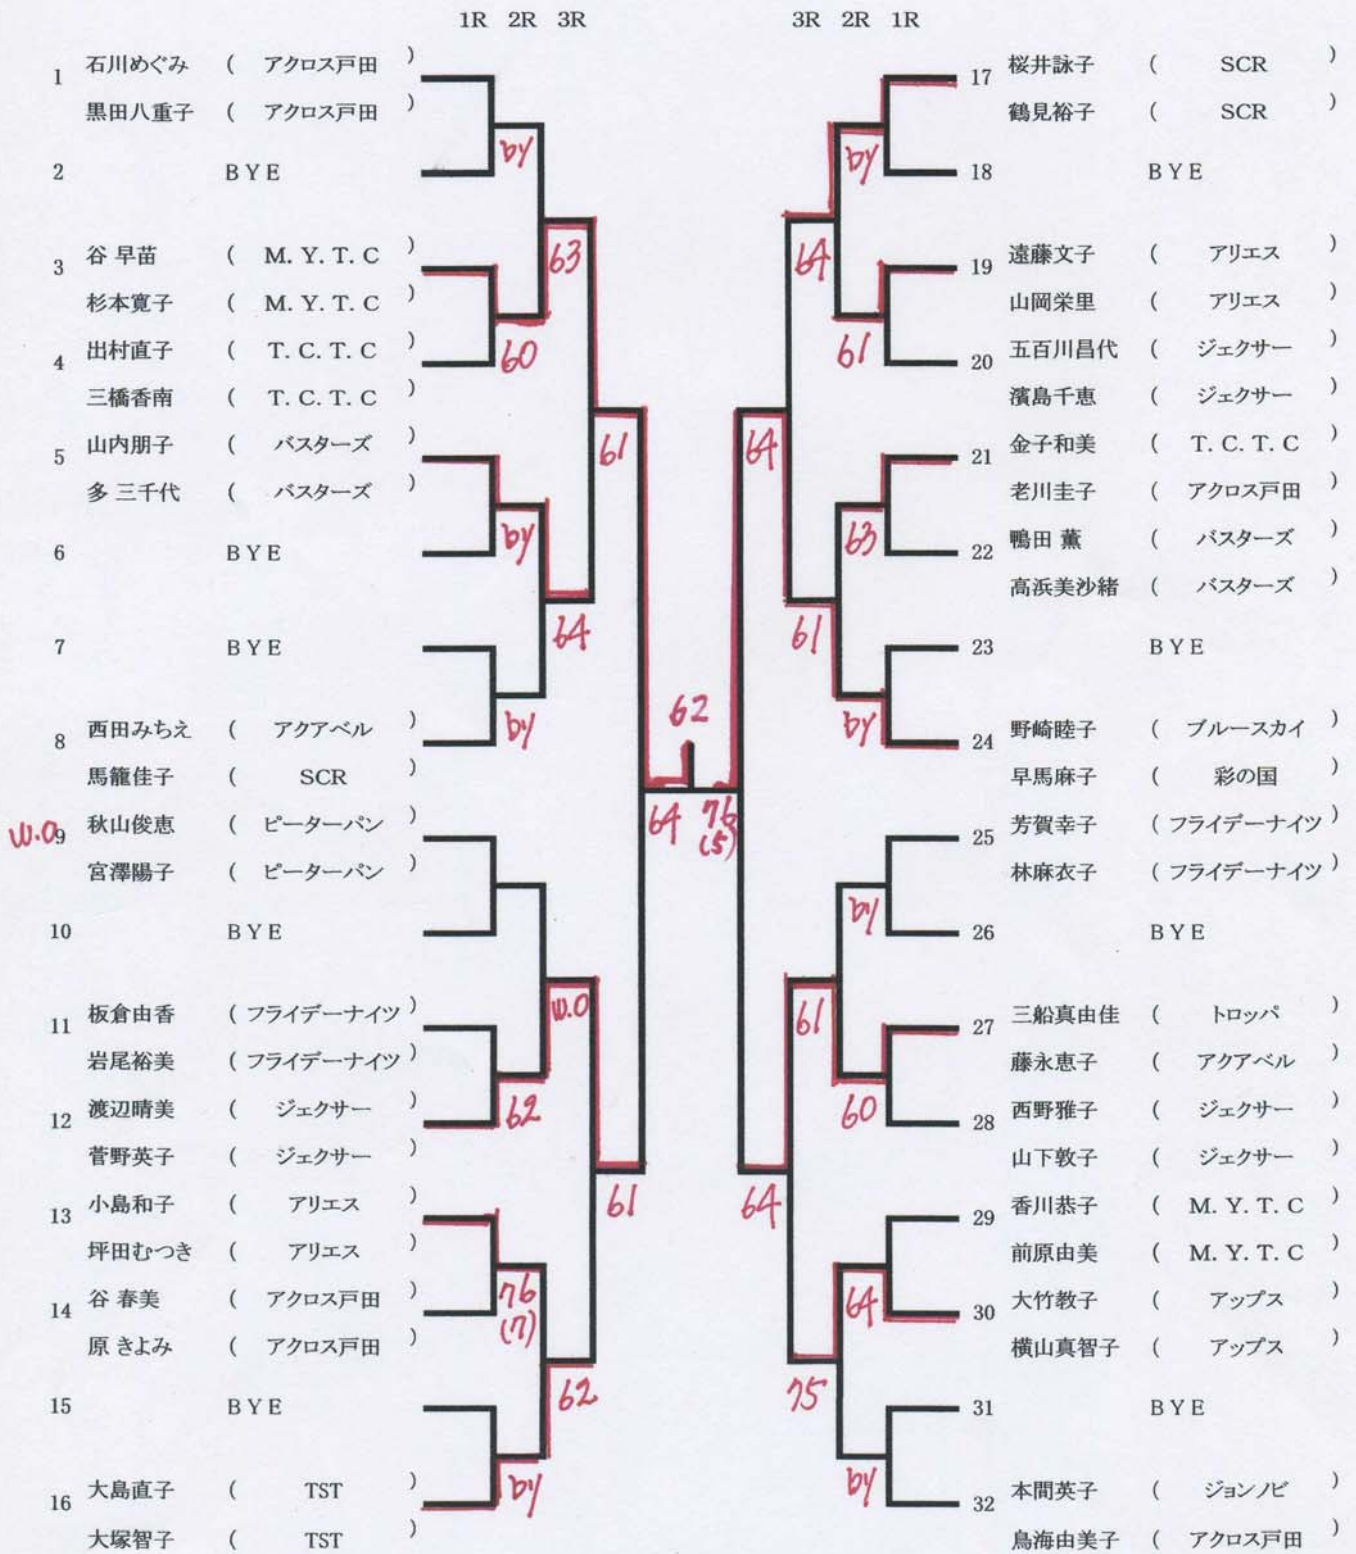 1R 2R 3R 3R 2R 1R
1 石川めぐみ ( アクロス戸田 )
黒田八重子 ( アクロス戸田 )
2 BYE
by
3 谷 早苗 ( M. Y. T. C )
杉本寛子 ( M. Y. T. C )
63
4 出村直子 ( T. C. T. C )
三橋香南 ( T. C. T. C )
60
5 山内朋子 ( バスターズ )
多 三千代 ( バスターズ )
61
6 BYE
by
7 BYE
64
8 西田みちえ ( アクアベル )
馬籠佳子 ( SCR )
by
W.O 9 秋山俊恵 ( ピーターパン )
宮澤陽子 ( ピーターパン )
10 BYE
11 板倉由香 ( フライデーナイツ )
岩尾裕美 ( フライデーナイツ )
W.O
12 渡辺晴美 ( ジェクサー )
菅野英子 ( ジェクサー )
62
13 小島和子 ( アリエス )
坪田むつき ( アリエス )
61
14 谷 春美 ( アクロス戸田 )
原 きよみ ( アクロス戸田 )
76
(7)
15 BYE
62
16 大島直子 ( TST )
大塚智子 ( TST )
by
62
64 76
(5)
17 桜井詠子 ( SCR )
鶴見裕子 ( SCR )
18 BYE
by
19 遠藤文子 ( アリエス )
山岡栄里 ( アリエス )
64
20 五百川昌代 ( ジェクサー )
濱島千恵 ( ジェクサー )
61
21 金子和美 ( T. C. T. C )
老川圭子 ( アクロス戸田 )
64
22 鴨田 薫 ( バスターズ )
高浜美沙緒 ( バスターズ )
63
23 BYE
61
24 野崎睦子 ( ブルースカイ )
早馬麻子 ( 彩の国 )
by
25 芳賀幸子 ( フライデーナイツ )
林麻衣子 ( フライデーナイツ )
26 BYE
by
27 三船真由佳 ( トロッパ )
藤永恵子 ( アクアベル )
61
28 西野雅子 ( ジェクサー )
山下敦子 ( ジェクサー )
60
29 香川恭子 ( M. Y. T. C )
前原由美 ( M. Y. T. C )
64
30 大竹教子 ( アップス )
横山真智子 ( アップス )
64
31 BYE
75
32 本間英子 ( ジョンノビ )
鳥海由美子 ( アクロス戸田 )
by